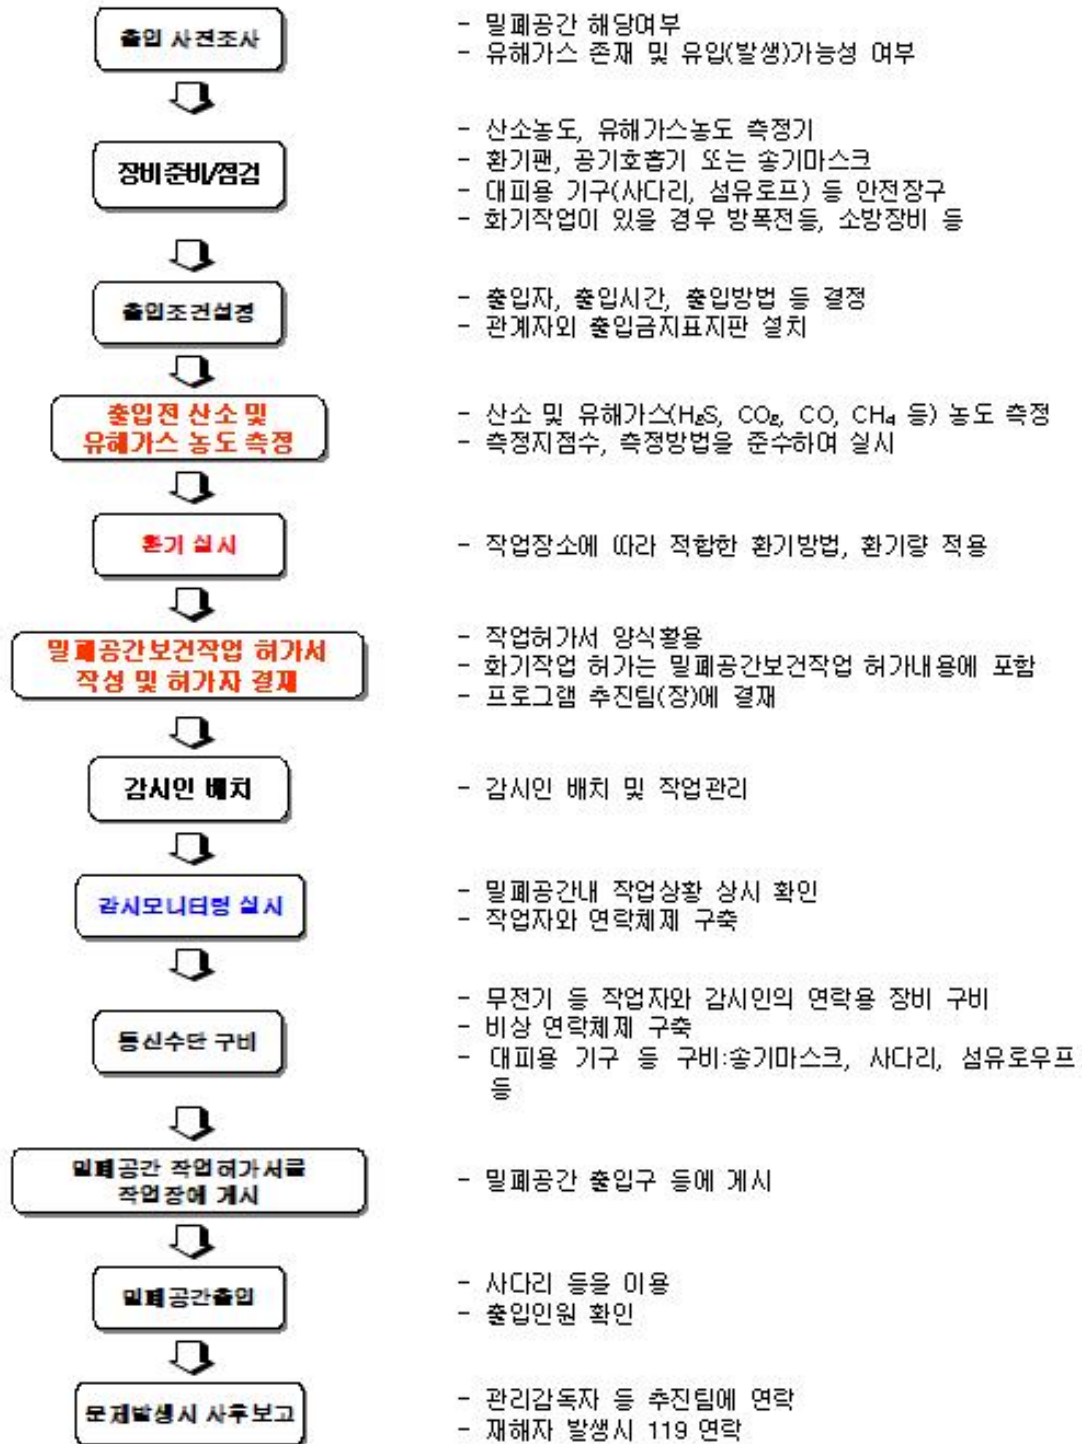 출입 사전조사
- 밀폐공간 해당여부
- 유해가스 존재 및 유입(발생)가능성 여부
장비준비/점검
- 산소농도, 유해가스농도 측정기
- 환기팬, 공기호흡기 또는 송기마스크
- 대피용 기구(사다리, 섬유로프) 등 안전장구
- 화기작업이 있을 경우 방폭전등, 소방장비 등
출입조건설정
- 출입자, 출입시간, 출입방법 등 결정
- 관계자외 출입금지표지판 설치
출입전 산소 및
유해가스 농도 측정
- 산소 및 유해가스(H₂S, CO₂, CO, CH₄ 등) 농도 측정
- 측정지점수, 측정방법을 준수하여 실시
환기 실시
- 작업장소에 따라 적합한 환기방법, 환기량 적용
밀폐공간보건작업 허가서
작성 및 허가자 결재
- 작업허가서 양식활용
- 화기작업 허가는 밀폐공간보건작업 허가내용에 포함
- 프로그램 추진팀(장)에 결재
감시인 배치
- 감시인 배치 및 작업관리
감시모니터링 실시
- 밀폐공간내 작업상황 상시 확인
- 작업자와 연락체제 구축
통신수단 구비
- 무전기 등 작업자와 감시인의 연락용 장비 구비
- 비상 연락체제 구축
- 대피용 기구 등 구비:송기마스크, 사다리, 섬유로우프
등
밀폐공간 작업허가서를
작업장에 게시
- 밀폐공간 출입구 등에 게시
밀폐공간출입
- 사다리 등을 이용
- 출입인원 확인
문제발생시 사후보고
- 관리감독자 등 추진팀에 연락
- 재해자 발생시 119 연락